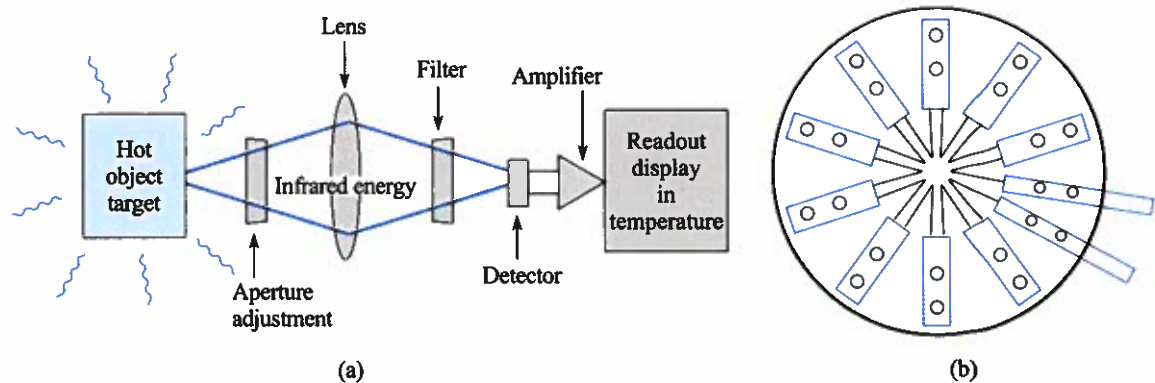 Lens
Filter
Amplifier
Hot
object
target
Infrared energy
Readout
display
in
temperature
Detector
Aperture
adjustment
(a)
(b)